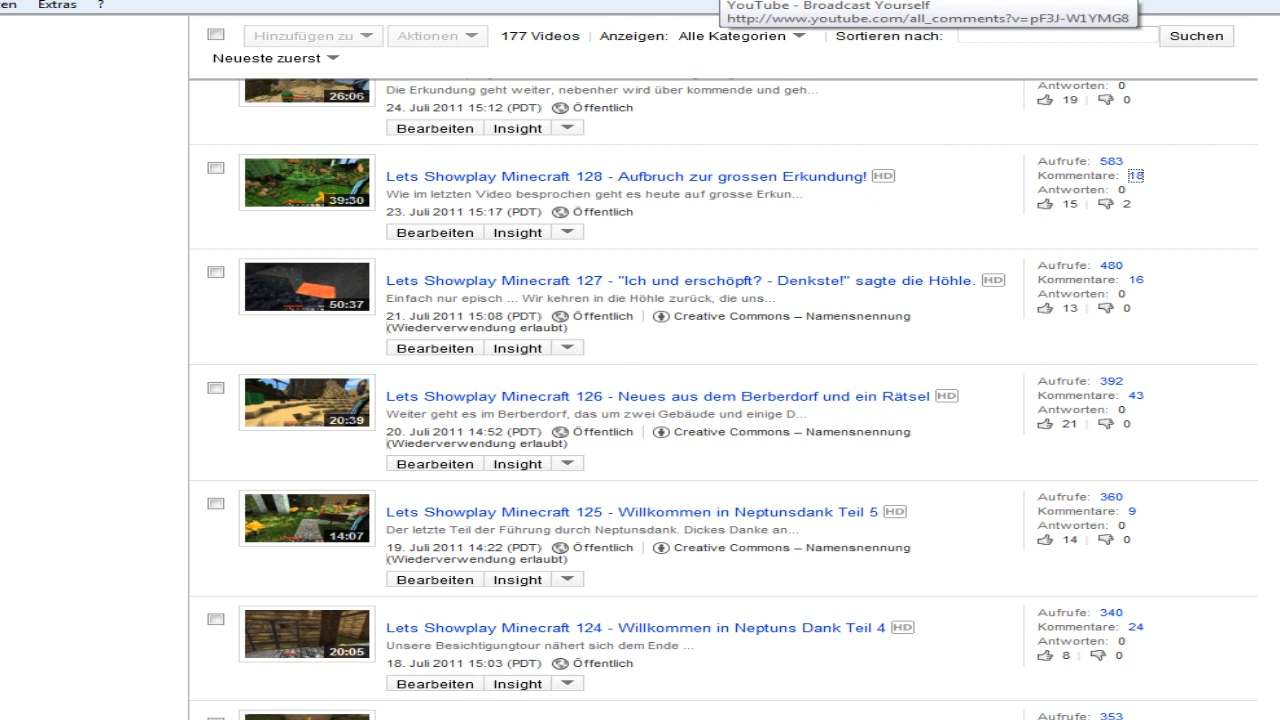 en Extras ?
YouTube - Broadcast Yourself
http://www.youtube.com/all_comments?v=pF3J-W1YMG8
Hinzufügen zu Aktionen 177 Videos | Anzeigen: Alle Kategorien | Sortieren nach: Suchen
Neueste zuerst
26:06
Die Erkundung geht weiter, nebenher wird über kommende und geh...
24. Juli 2011 15:12 (PDT) Öffentlich
Bearbeiten Insight
Antworten: 0
19 | 0
39:30
Lets Showplay Minecraft 128 - Aufbruch zur grossen Erkundung! HD
Wie im letzten Video besprochen geht es heute auf grosse Erkun...
23. Juli 2011 15:17 (PDT) Öffentlich
Bearbeiten Insight
Aufrufe: 583
Kommentare: 18
Antworten: 0
15 | 2
50:37
Lets Showplay Minecraft 127 - "Ich und erschöpft? - Denkste!" sagte die Höhle. HD
Einfach nur episch ... Wir kehren in die Höhle zurück, die uns...
21. Juli 2011 15:08 (PDT) Öffentlich | Creative Commons – Namensnennung
(Wiederverwendung erlaubt)
Bearbeiten Insight
Aufrufe: 480
Kommentare: 16
Antworten: 0
13 | 0
20:39
Lets Showplay Minecraft 126 - Neues aus dem Berberdorf und ein Rätsel HD
Weiter geht es im Berberdorf, das um zwei Gebäude und einige D...
20. Juli 2011 14:52 (PDT) Öffentlich | Creative Commons – Namensnennung
(Wiederverwendung erlaubt)
Bearbeiten Insight
Aufrufe: 392
Kommentare: 43
Antworten: 0
21 | 0
14:07
Lets Showplay Minecraft 125 - Willkommen in Neptunsdank Teil 5 HD
Der letzte Teil der Führung durch Neptunsdank. Dickes Danke an...
19. Juli 2011 14:22 (PDT) Öffentlich | Creative Commons – Namensnennung
(Wiederverwendung erlaubt)
Bearbeiten Insight
Aufrufe: 360
Kommentare: 9
Antworten: 0
14 | 0
20:05
Lets Showplay Minecraft 124 - Willkommen in Neptuns Dank Teil 4 HD
Unsere Besichtigungtour nähert sich dem Ende ...
18. Juli 2011 15:03 (PDT) Öffentlich
Bearbeiten Insight
Aufrufe: 340
Kommentare: 24
Antworten: 0
8 | 0
Aufrufe: 353